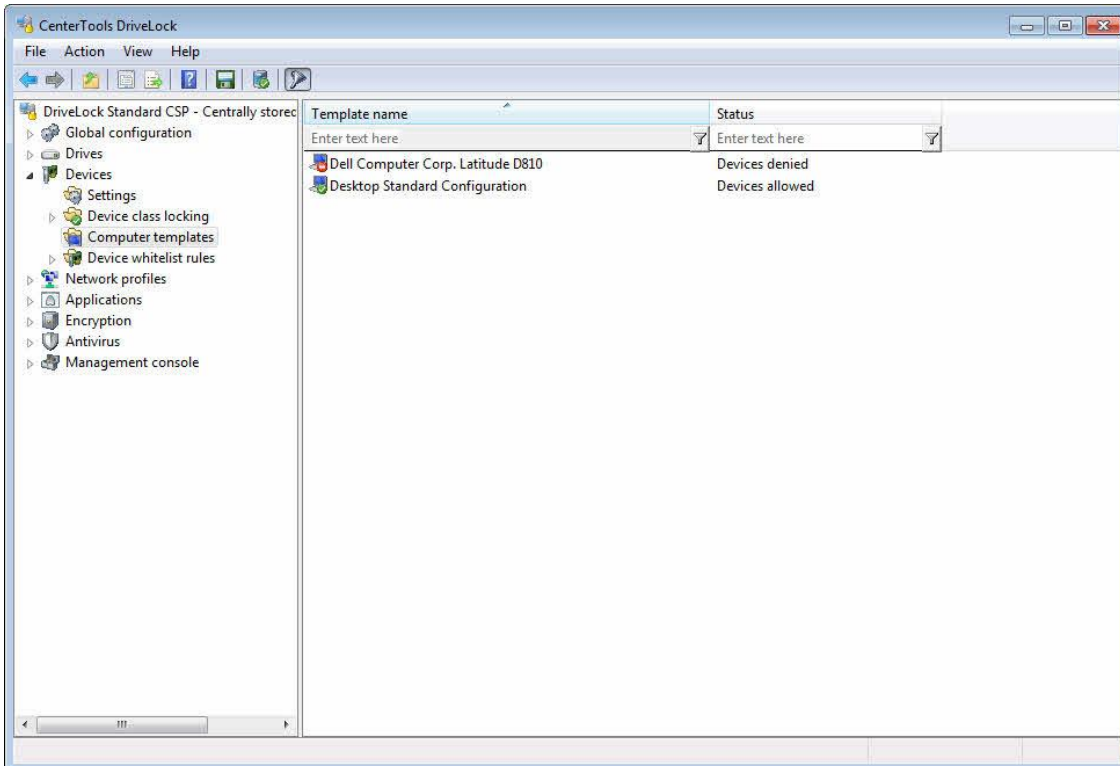 CenterTools DriveLock
File Action View Help
DriveLock Standard CSP - Centrally storec
Global configuration
Drives
Devices
Settings
Device class locking
Computer templates
Device whitelist rules
Network profiles
Applications
Encryption
Antivirus
Management console
Template name Status
Enter text here Enter text here
Dell Computer Corp. Latitude D810 Devices denied
Desktop Standard Configuration Devices allowed